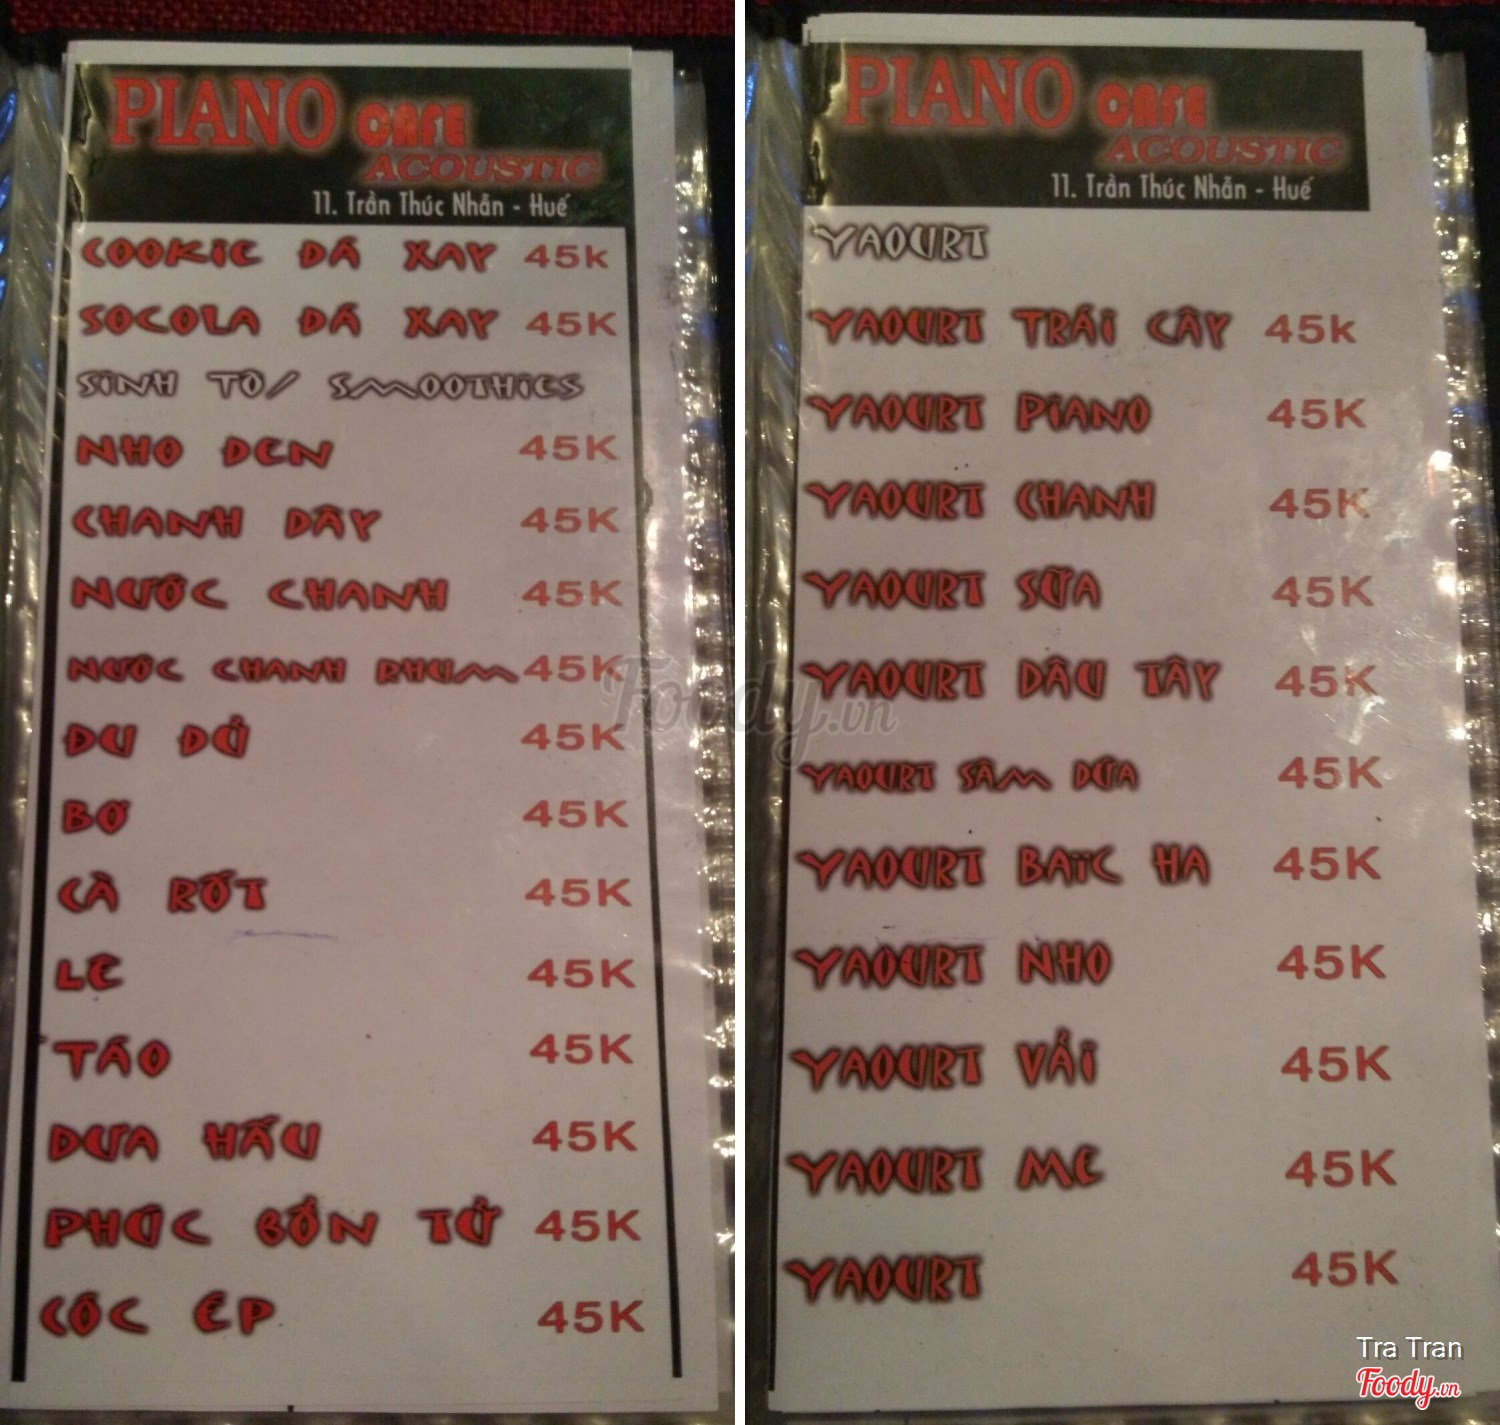 PIANO CAFE
ACOUSTIC
11. Trần Thúc Nhẫn - Huế
COOKIE ĐÁ XAY 45k
SOCOLA ĐÁ XAY 45K
SINH TỐ/ SMOOTHIES
NHO ĐEN 45K
CHANH DÂY 45K
NƯỚC CHANH 45K
NƯỚC CHANH RHUM 45K
ĐU ĐỦ 45K
BƠ 45K
CÀ RỐT 45K
LÊ 45K
TÁO 45K
DƯA HẤU 45K
PHÚC BỒN TỬ 45K
CÓC ÉP 45K
PIANO CAFE
ACOUSTIC
11. Trần Thúc Nhẫn - Huế
YAOURT
YAOURT TRÁI CÂY 45k
YAOURT PIANO 45K
YAOURT CHANH 45K
YAOURT SỮA 45K
YAOURT DÂU TÂY 45K
YAOURT SÂM DỨA 45K
YAOURT BAÏC HA 45K
YAOURT NHO 45K
YAOURT VẢI 45K
YAOURT ME 45K
YAOURT 45K
Foody.vn
Tra Tran
Foody.vn